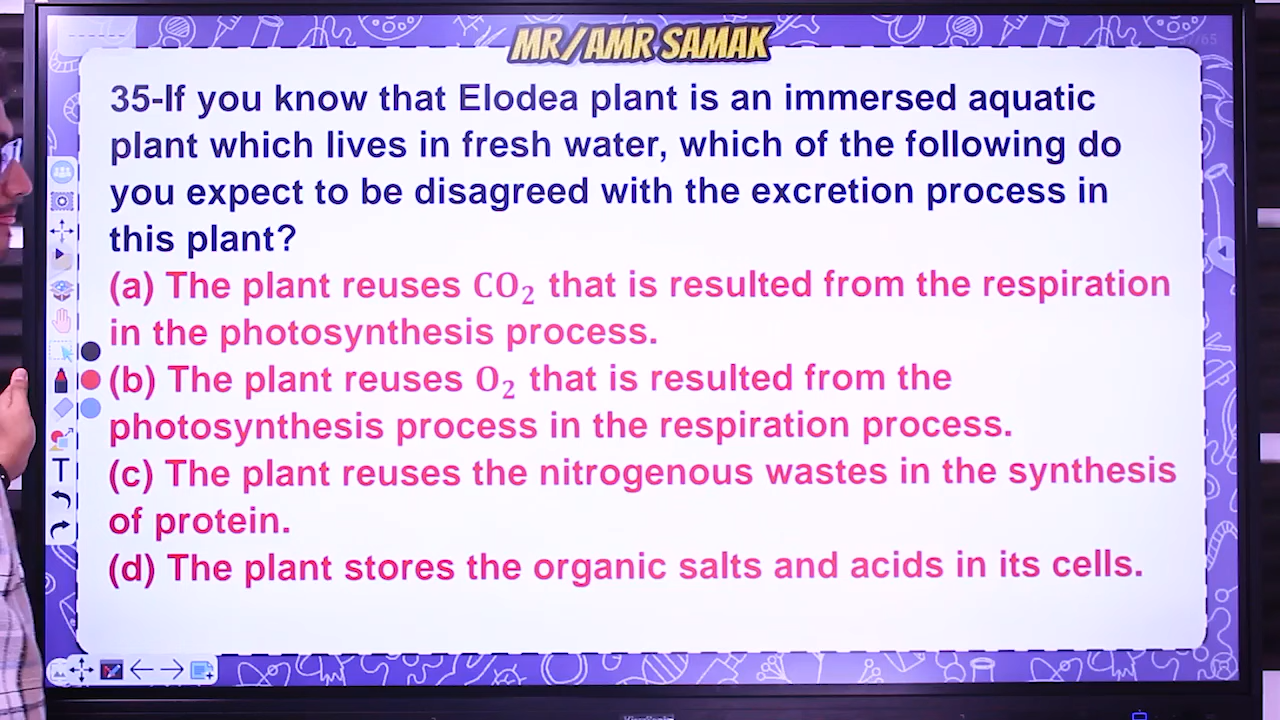 MR/AMR SAMAK
35-If you know that Elodea plant is an immersed aquatic
plant which lives in fresh water, which of the following do
you expect to be disagreed with the excretion process in
this plant?
(a) The plant reuses CO₂ that is resulted from the respiration
in the photosynthesis process.
(b) The plant reuses O₂ that is resulted from the
photosynthesis process in the respiration process.
(c) The plant reuses the nitrogenous wastes in the synthesis
of protein.
(d) The plant stores the organic salts and acids in its cells.
T